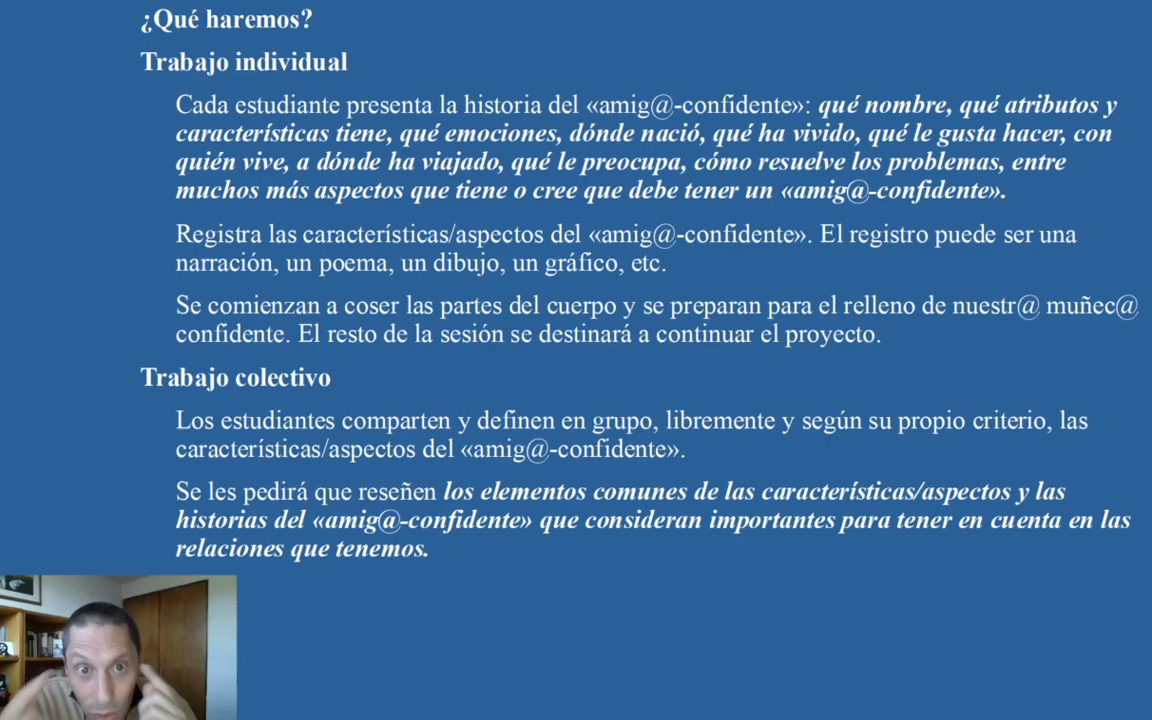 ¿Qué haremos?
Trabajo individual
Cada estudiante presenta la historia del «amig@-confidente»: qué nombre, qué atributos y
características tiene, qué emociones, dónde nació, qué ha vivido, qué le gusta hacer, con
quién vive, a dónde ha viajado, qué le preocupa, cómo resuelve los problemas, entre
muchos más aspectos que tiene o cree que debe tener un «amig@-confidente».
Registra las características/aspectos del «amig@-confidente». El registro puede ser una
narración, un poema, un dibujo, un gráfico, etc.
Se comienzan a coser las partes del cuerpo y se preparan para el relleno de nuestr@ muñec@
confidente. El resto de la sesión se destinará a continuar el proyecto.
Trabajo colectivo
Los estudiantes comparten y definen en grupo, libremente y según su propio criterio, las
características/aspectos del «amig@-confidente».
Se les pedirá que reseñen los elementos comunes de las características/aspectos y las
historias del «amig@-confidente» que consideran importantes para tener en cuenta en las
relaciones que tenemos.